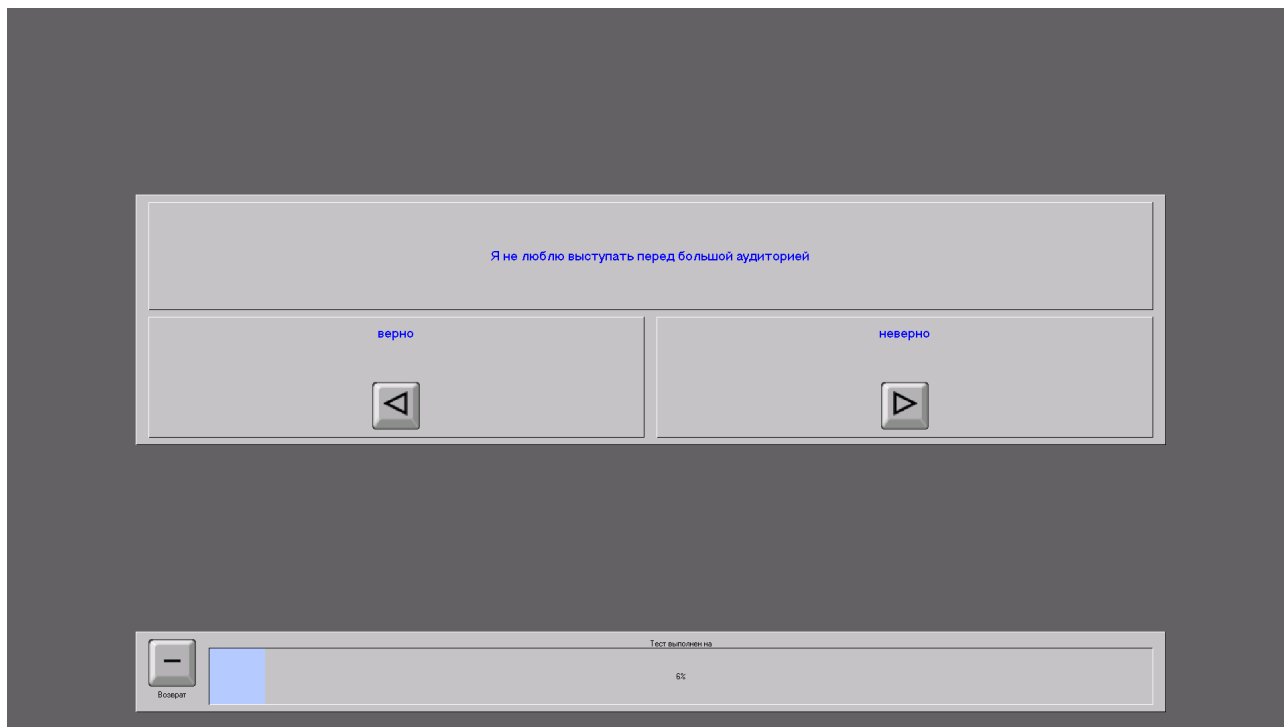 Я не люблю выступать перед большой аудиторией
верно
неверно
Тест выполнен на
6%
Возврат